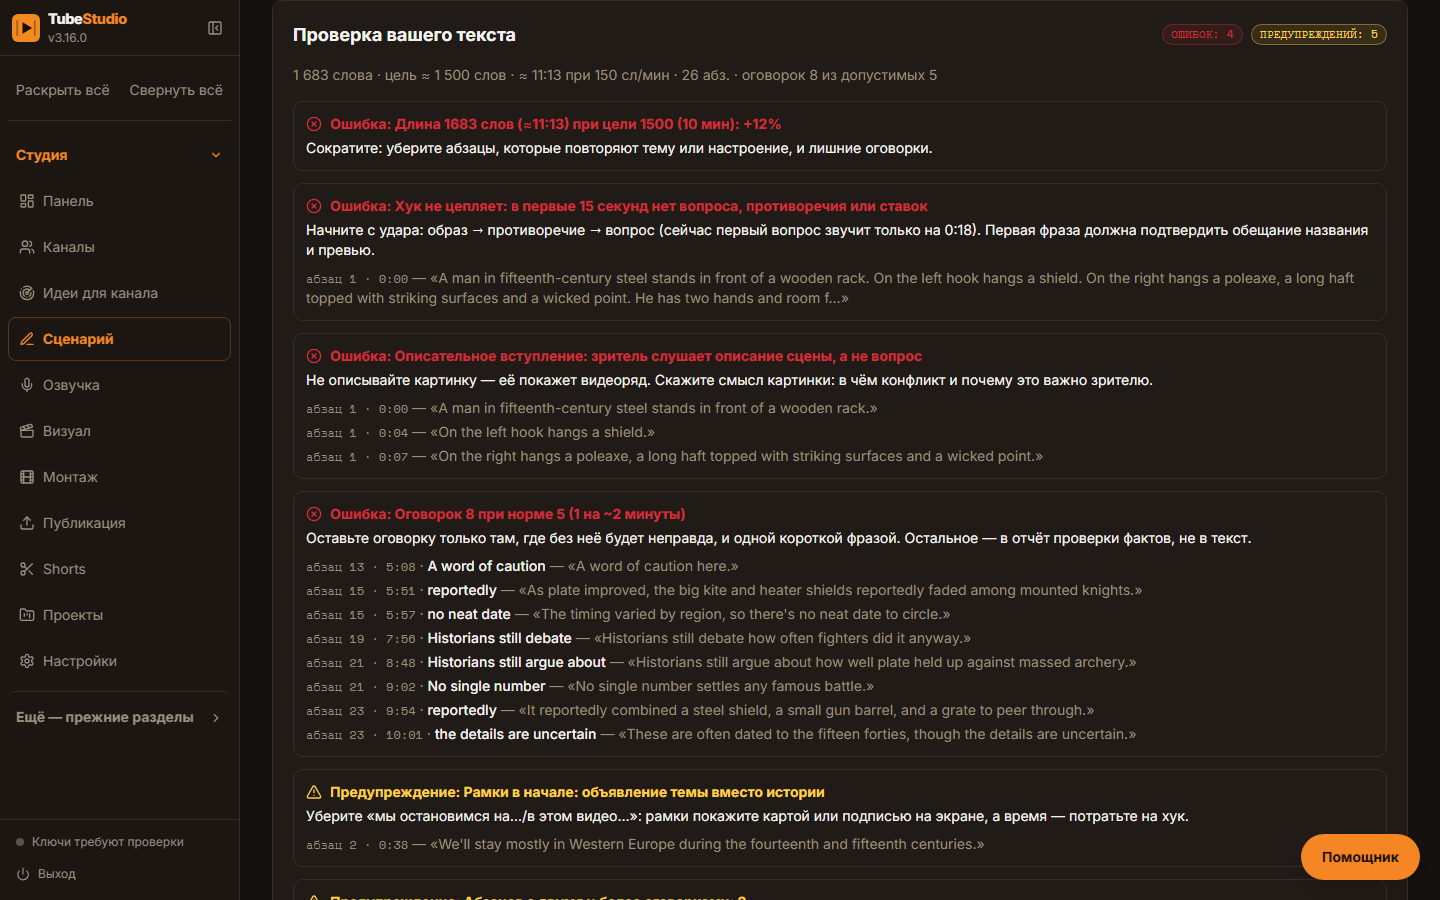 TubeStudio
v3.16.0
Раскрыть всё
Свернуть всё
Студия
Панель
Каналы
Идеи для канала
Сценарий
Озвучка
Визуал
Монтаж
Публикация
Shorts
Проекты
Настройки
Ещё — прежние разделы
Ключи требуют проверки
Выход
Проверка вашего текста
ОШИБОК: 4
ПРЕДУПРЕЖДЕНИЙ: 5
1 683 слова · цель ≈ 1 500 слов · ≈ 11:13 при 150 сл/мин · 26 абз. · оговорок 8 из допустимых 5
Ошибка: Длина 1683 слов (≈11:13) при цели 1500 (10 мин): +12%
Сократите: уберите абзацы, которые повторяют тему или настроение, и лишние оговорки.
Ошибка: Хук не цепляет: в первые 15 секунд нет вопроса, противоречия или ставок
Начните с удара: образ → противоречие → вопрос (сейчас первый вопрос звучит только на 0:18). Первая фраза должна подтвердить обещание названия
и превью.
абзац 1 · 0:00 — «A man in fifteenth-century steel stands in front of a wooden rack. On the left hook hangs a shield. On the right hangs a poleaxe, a long haft
topped with striking surfaces and a wicked point. He has two hands and room f...»
Ошибка: Описательное вступление: зритель слушает описание сцены, а не вопрос
Не описывайте картинку — её покажет видеоряд. Скажите смысл картинки: в чём конфликт и почему это важно зрителю.
абзац 1 · 0:00 — «A man in fifteenth-century steel stands in front of a wooden rack.»
абзац 1 · 0:04 — «On the left hook hangs a shield.»
абзац 1 · 0:07 — «On the right hangs a poleaxe, a long haft topped with striking surfaces and a wicked point.»
Ошибка: Оговорок 8 при норме 5 (1 на ~2 минуты)
Оставьте оговорку только там, где без неё будет неправда, и одной короткой фразой. Остальное — в отчёт проверки фактов, не в текст.
абзац 13 · 5:08 · A word of caution — «A word of caution here.»
абзац 15 · 5:51 · reportedly — «As plate improved, the big kite and heater shields reportedly faded among mounted knights.»
абзац 15 · 5:57 · no neat date — «The timing varied by region, so there's no neat date to circle.»
абзац 19 · 7:56 · Historians still debate — «Historians still debate how often fighters did it anyway.»
абзац 21 · 8:48 · Historians still argue about — «Historians still argue about how well plate held up against massed archery.»
абзац 21 · 9:02 · No single number — «No single number settles any famous battle.»
абзац 23 · 9:54 · reportedly — «It reportedly combined a steel shield, a small gun barrel, and a grate to peer through.»
абзац 23 · 10:01 · the details are uncertain — «These are often dated to the fifteen forties, though the details are uncertain.»
Предупреждение: Рамки в начале: объявление темы вместо истории
Уберите «мы остановимся на.../в этом видео...»: рамки покажите картой или подписью на экране, а время — потратьте на хук.
абзац 2 · 0:38 — «We'll stay mostly in Western Europe during the fourteenth and fifteenth centuries.»
Помощник